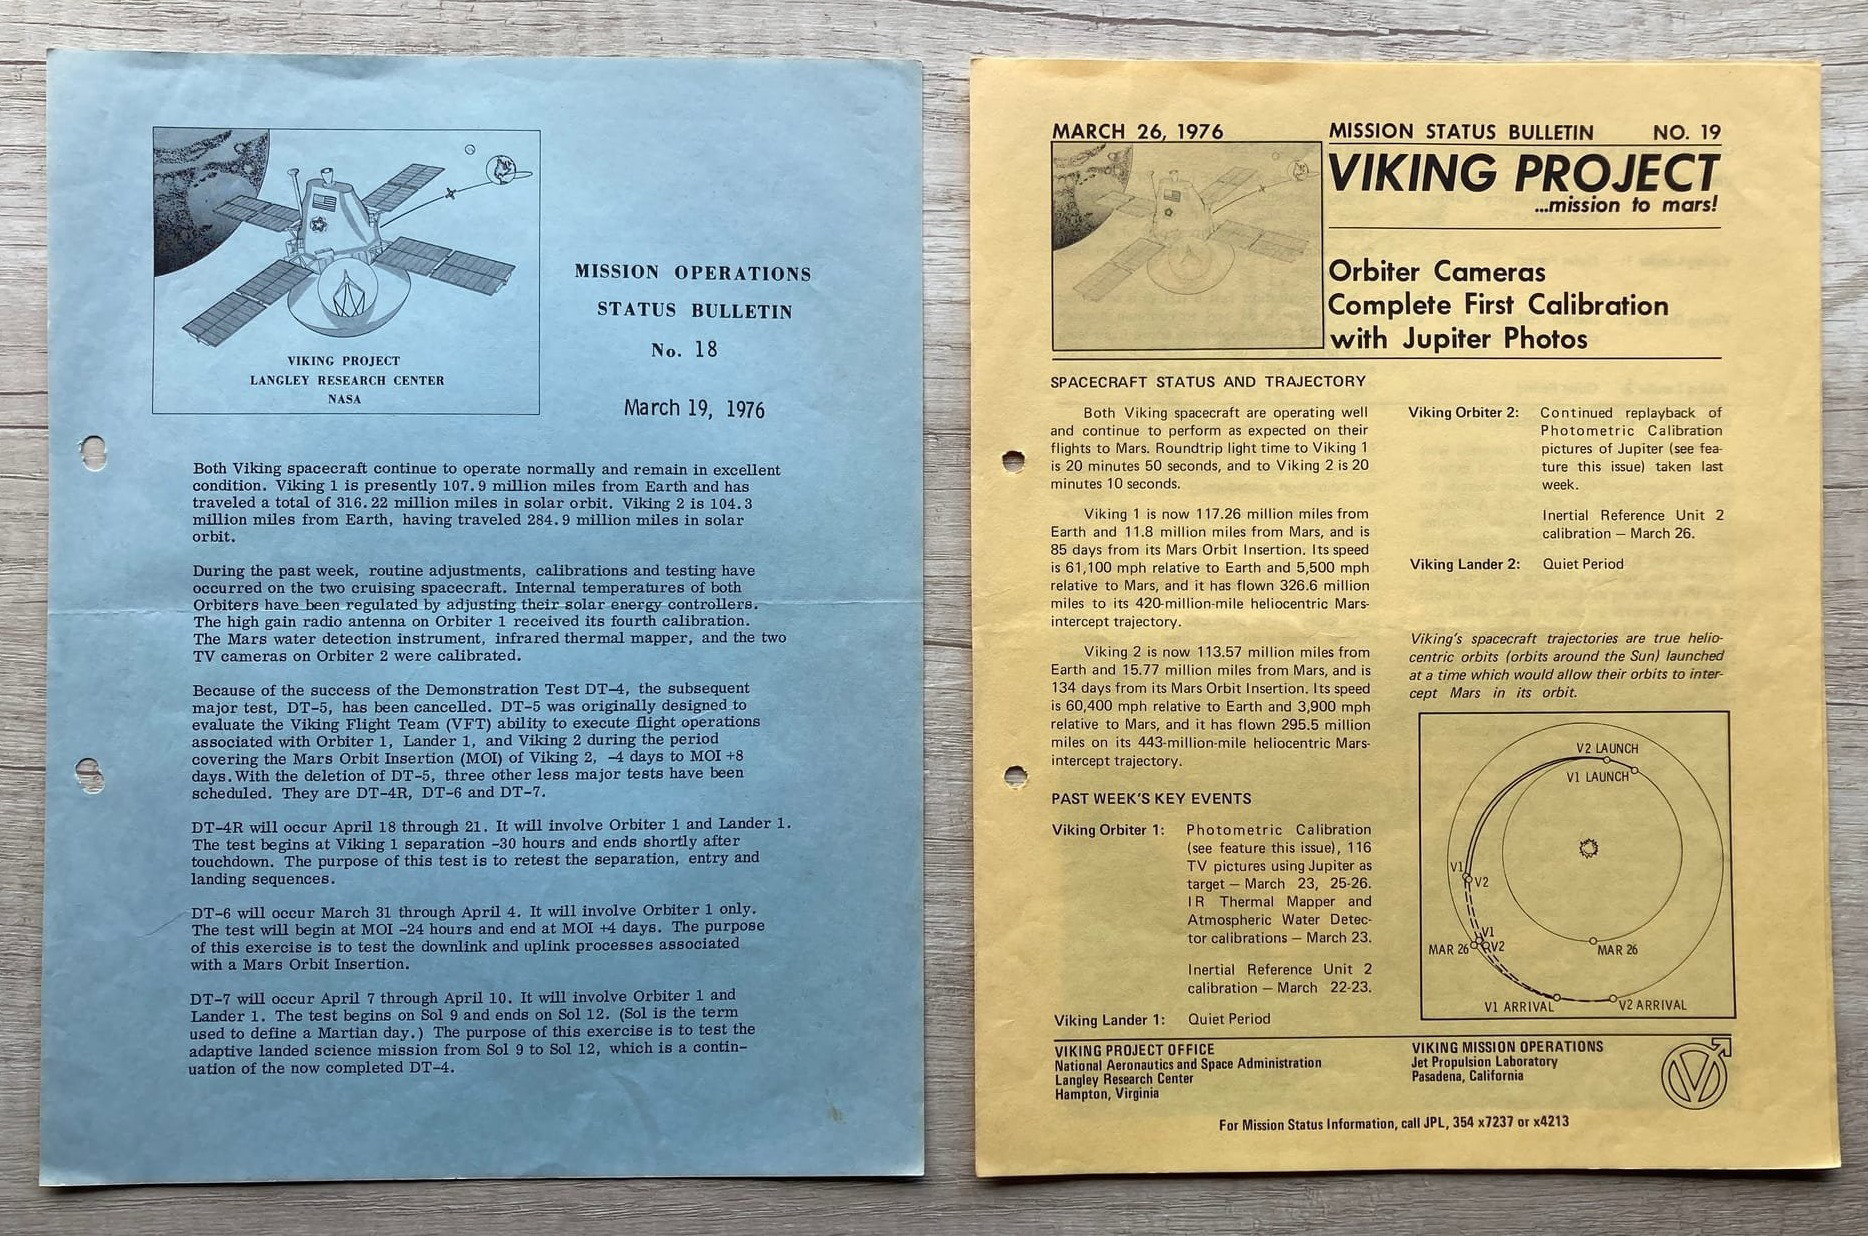 VIKING PROJECT
LANGLEY RESEARCH CENTER
NASA
MISSION OPERATIONS
STATUS BULLETIN
No. 18
March 19, 1976
Both Viking spacecraft continue to operate normally and remain in excellent
condition. Viking 1 is presently 107.9 million miles from Earth and has
traveled a total of 316.22 million miles in solar orbit. Viking 2 is 104.3
million miles from Earth, having traveled 284.9 million miles in solar
orbit.
During the past week, routine adjustments, calibrations and testing have
occurred on the two cruising spacecraft. Internal temperatures of both
Orbiters have been regulated by adjusting their solar energy controllers.
The high gain radio antenna on Orbiter 1 received its fourth calibration.
The Mars water detection instrument, infrared thermal mapper, and the two
TV cameras on Orbiter 2 were calibrated.
Because of the success of the Demonstration Test DT-4, the subsequent
major test, DT-5, has been cancelled. DT-5 was originally designed to
evaluate the Viking Flight Team (VFT) ability to execute flight operations
associated with Orbiter 1, Lander 1, and Viking 2 during the period
covering the Mars Orbit Insertion (MOI) of Viking 2, -4 days to MOI +8
days. With the deletion of DT-5, three other less major tests have been
scheduled. They are DT-4R, DT-6 and DT-7.
DT-4R will occur April 18 through 21. It will involve Orbiter 1 and Lander 1.
The test begins at Viking 1 separation -30 hours and ends shortly after
touchdown. The purpose of this test is to retest the separation, entry and
landing sequences.
DT-6 will occur March 31 through April 4. It will involve Orbiter 1 only.
The test will begin at MOI -24 hours and end at MOI +4 days. The purpose
of this exercise is to test the downlink and uplink processes associated
with a Mars Orbit Insertion.
DT-7 will occur April 7 through April 10. It will involve Orbiter 1 and
Lander 1. The test begins on Sol 9 and ends on Sol 12. (Sol is the term
used to define a Martian day.) The purpose of this exercise is to test the
adaptive landed science mission from Sol 9 to Sol 12, which is a contin-
uation of the now completed DT-4.
MARCH 26, 1976
MISSION STATUS BULLETIN NO. 19
VIKING PROJECT
...mission to mars!
Orbiter Cameras
Complete First Calibration
with Jupiter Photos
SPACECRAFT STATUS AND TRAJECTORY
Both Viking spacecraft are operating well
and continue to perform as expected on their
flights to Mars. Roundtrip light time to Viking 1
is 20 minutes 50 seconds, and to Viking 2 is 20
minutes 10 seconds.
Viking 1 is now 117.26 million miles from
Earth and 11.8 million miles from Mars, and is
85 days from its Mars Orbit Insertion. Its speed
is 61,100 mph relative to Earth and 5,500 mph
relative to Mars, and it has flown 326.6 million
miles to its 420-million-mile heliocentric Mars-
intercept trajectory.
Viking 2 is now 113.57 million miles from
Earth and 15.77 million miles from Mars, and is
134 days from its Mars Orbit Insertion. Its speed
is 60,400 mph relative to Earth and 3,900 mph
relative to Mars, and it has flown 295.5 million
miles on its 443-million-mile heliocentric Mars-
intercept trajectory.
PAST WEEK'S KEY EVENTS
Viking Orbiter 1: Photometric Calibration
(see feature this issue), 116
TV pictures using Jupiter as
target — March 23, 25-26.
IR Thermal Mapper and
Atmospheric Water Detec-
tor calibrations — March 23.
Inertial Reference Unit 2
calibration — March 22-23.
Viking Lander 1: Quiet Period
Viking Orbiter 2: Continued replayback of
Photometric Calibration
pictures of Jupiter (see fea-
ture this issue) taken last
week.
Inertial Reference Unit 2
calibration — March 26.
Viking Lander 2: Quiet Period
Viking's spacecraft trajectories are true helio-
centric orbits (orbits around the Sun) launched
at a time which would allow their orbits to inter-
cept Mars in its orbit.
V2 LAUNCH
V1 LAUNCH
V1
V2
V1
MAR 26 V2
MAR 26
V1 ARRIVAL
V2 ARRIVAL
VIKING PROJECT OFFICE
National Aeronautics and Space Administration
Langley Research Center
Hampton, Virginia
VIKING MISSION OPERATIONS
Jet Propulsion Laboratory
Pasadena, California
For Mission Status Information, call JPL, 354 x7237 or x4213